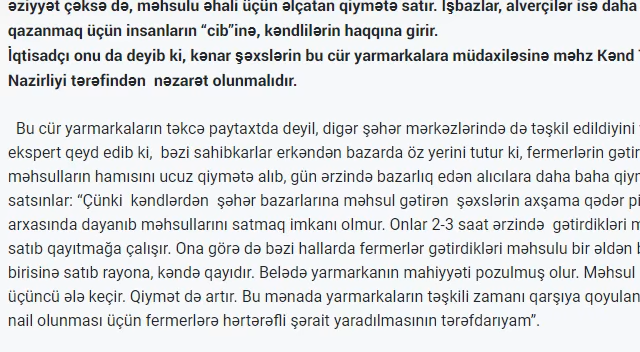 əziyyət çəksə də, məhsulu əhali üçün əlçatan qiymətə satır. İşbazlar, alverçilər isə daha
qazanmaq üçün insanların “cib”inə, kəndlilərin haqqına girir.
İqtisadçı onu da deyib ki, kənar şəxslərin bu cür yarmarkalara müdaxiləsinə məhz Kənd
Nazirliyi tərəfindən nəzarət olunmalıdır.
Bu cür yarmarkaların təkcə paytaxtda deyil, digər şəhər mərkəzlərində də təşkil edildiyini
ekspert qeyd edib ki, bəzi sahibkarlar erkəndən bazarda öz yerini tutur ki, fermerlərin
məhsulların hamısını ucuz qiymətə alıb, gün ərzində bazarlıq edən alıcılara daha baha
satsınlar: “Çünki kəndlərdən şəhər bazarlarına məhsul gətirən şəxslərin axşama qədər
arxasında dayanıb məhsullarını satmaq imkanı olmur. Onlar 2-3 saat ərzində gətirdikləri
satıb qayıtmağa çalışır. Ona görə də bəzi hallarda fermerlər gətirdikləri məhsulu bir əldən
birisinə satıb rayona, kəndə qayıdır. Belədə yarmarkanın mahiyyəti pozulmuş olur. Məhsul
üçüncü ələ keçir. Qiymət də artır. Bu mənada yarmarkaların təşkili zamanı qarşıya qoyulan
nail olunması üçün fermerlərə hərtərəfli şərait yaradılmasının tərəfdarıyam”.